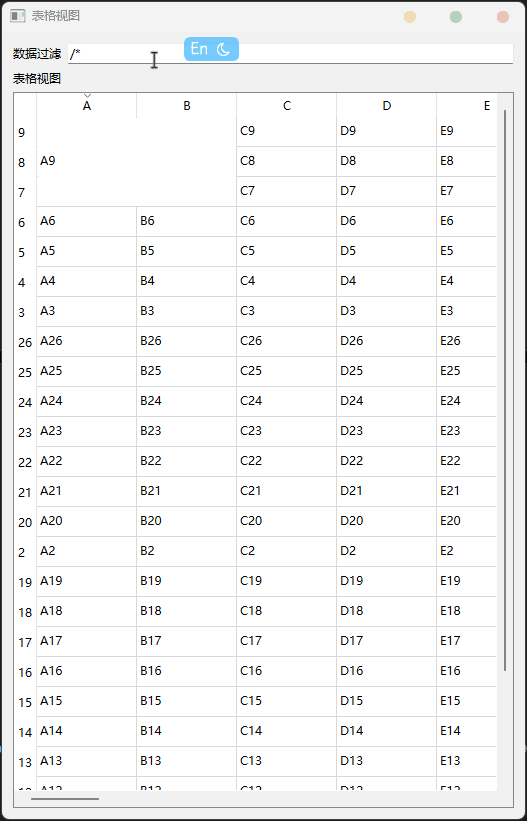 表格视图
数据过滤 /*
En
表格视图
A B C D E
9 C9 D9 E9
8 A9 C8 D8 E8
7 C7 D7 E7
6 A6 B6 C6 D6 E6
5 A5 B5 C5 D5 E5
4 A4 B4 C4 D4 E4
3 A3 B3 C3 D3 E3
26 A26 B26 C26 D26 E26
25 A25 B25 C25 D25 E25
24 A24 B24 C24 D24 E24
23 A23 B23 C23 D23 E23
22 A22 B22 C22 D22 E22
21 A21 B21 C21 D21 E21
20 A20 B20 C20 D20 E20
2 A2 B2 C2 D2 E2
19 A19 B19 C19 D19 E19
18 A18 B18 C18 D18 E18
17 A17 B17 C17 D17 E17
16 A16 B16 C16 D16 E16
15 A15 B15 C15 D15 E15
14 A14 B14 C14 D14 E14
13 A13 B13 C13 D13 E13